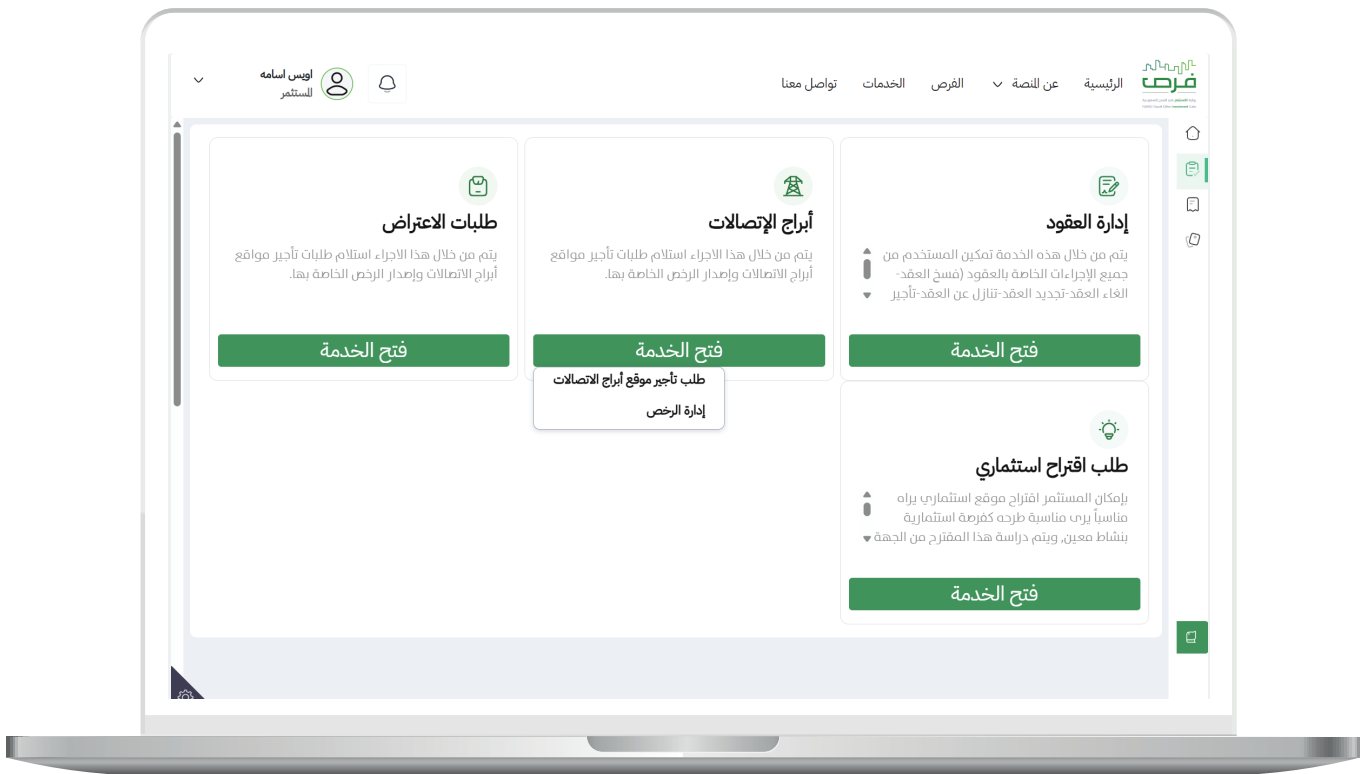 فرص
الرئيسية
عن المنصة
الفرص
الخدمات
تواصل معنا
اويس اسامه
المستثمر
إدارة العقود
يتم من خلال هذه الخدمة تمكين المستخدم من
جميع الإجراءات الخاصة بالعقود (فسخ العقد-
الغاء العقد-تجديد العقد-تنازل عن العقد-تأجير
فتح الخدمة
أبراج الإتصالات
يتم من خلال هذا الاجراء استلام طلبات تأجير مواقع
أبراج الاتصالات وإصدار الرخص الخاصة بها.
فتح الخدمة
طلب تأجير موقع أبراج الاتصالات
إدارة الرخص
طلبات الاعتراض
يتم من خلال هذا الاجراء استلام طلبات تأجير مواقع
أبراج الاتصالات وإصدار الرخص الخاصة بها.
فتح الخدمة
طلب اقتراح استثماري
بإمكان المستثمر اقتراح موقع استثماري يراه
مناسباً يرى مناسبة طرحه كفرصة استثمارية
بنشاط معين, ويتم دراسة هذا المقترح من الجهة
فتح الخدمة